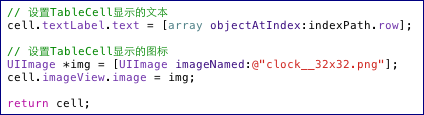 // 设置TableCell显示的文本
cell.textLabel.text = [array objectAtIndex:indexPath.row];
// 设置TableCell显示的图标
UIImage *img = [UIImage imageNamed:@"clock__32x32.png"];
cell.imageView.image = img;
return cell;